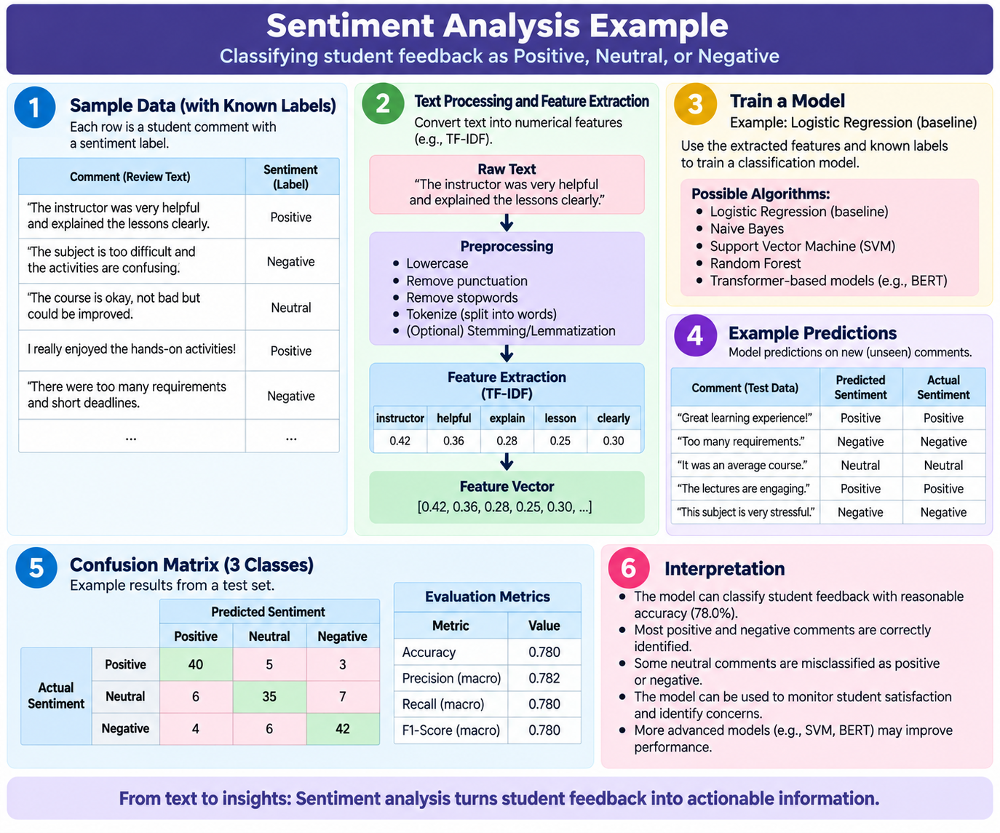 Sentiment Analysis Example
Classifying student feedback as Positive, Neutral, or Negative
1
Sample Data (with Known Labels)
Each row is a student comment with
a sentiment label.
Comment (Review Text)
Sentiment
(Label)
“The instructor was very helpful
and explained the lessons clearly.
Positive
“The subject is too difficult and
the activities are confusing.
Negative
“The course is okay, not bad but
could be improved.
Neutral
I really enjoyed the hands-on activities!
Positive
“There were too many requirements
and short deadlines.
Negative
...
...
2
Text Processing and Feature Extraction
Convert text into numerical features
(e.g., TF-IDF).
Raw Text
“The instructor was very helpful
and explained the lessons clearly.”
Preprocessing
• Lowercase
• Remove punctuation
• Remove stopwords
• Tokenize (split into words)
• (Optional) Stemming/Lemmatization
Feature Extraction
(TF-IDF)
instructor helpful explain lesson clearly
0.42 0.36 0.28 0.25 0.30
Feature Vector
[0.42, 0.36, 0.28, 0.25, 0.30, ...]
3
Train a Model
Example: Logistic Regression (baseline)
Use the extracted features and known labels
to train a classification model.
Possible Algorithms:
• Logistic Regression (baseline)
• Naive Bayes
• Support Vector Machine (SVM)
• Random Forest
• Transformer-based models (e.g., BERT)
4
Example Predictions
Model predictions on new (unseen) comments.
Comment (Test Data)
Predicted
Sentiment
Actual
Sentiment
“Great learning experience!” Positive Positive
“Too many requirements.” Negative Negative
“It was an average course.” Neutral Neutral
“The lectures are engaging.” Positive Positive
“This subject is very stressful.” Negative Negative
5
Confusion Matrix (3 Classes)
Example results from a test set.
Predicted Sentiment
Positive Neutral Negative
Actual
Sentiment
Positive 40 5 3
Neutral 6 35 7
Negative 4 6 42
Evaluation Metrics
Metric Value
Accuracy 0.780
Precision (macro) 0.782
Recall (macro) 0.780
F1-Score (macro) 0.780
6
Interpretation
• The model can classify student feedback with reasonable
accuracy (78.0%).
• Most positive and negative comments are correctly
identified.
• Some neutral comments are misclassified as positive
or negative.
• The model can be used to monitor student satisfaction
and identify concerns.
• More advanced models (e.g., SVM, BERT) may improve
performance.
From text to insights: Sentiment analysis turns student feedback into actionable information.